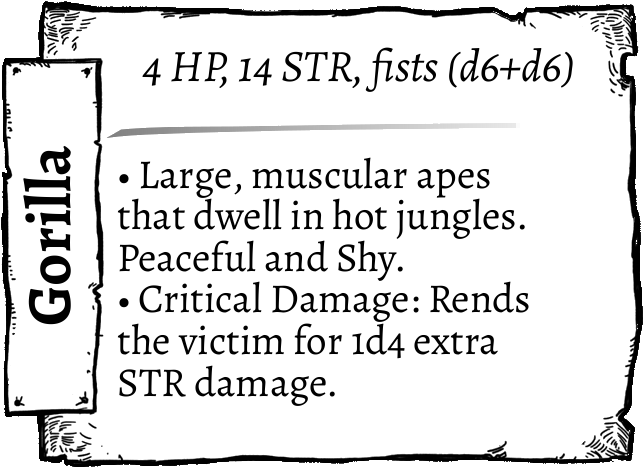 Gorilla
4 HP, 14 STR, fists (d6+d6)
• Large, muscular apes
that dwell in hot jungles.
Peaceful and Shy.
• Critical Damage: Rends
the victim for 1d4 extra
STR damage.